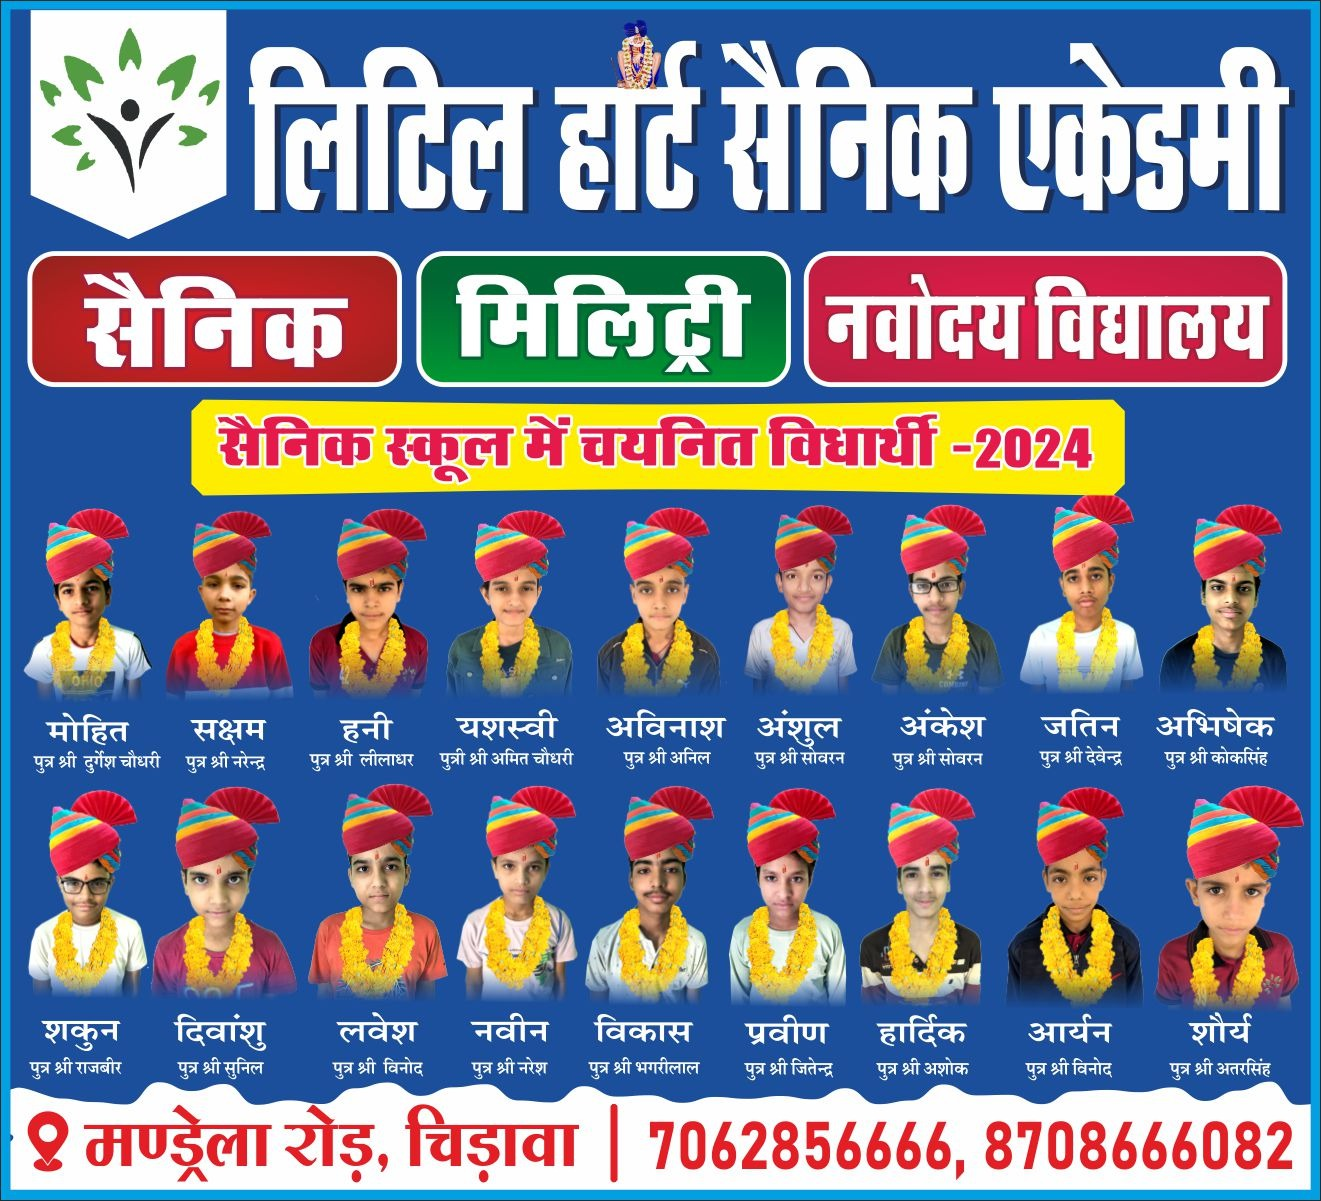 लिटिल हार्ट सैनिक एकेडमी
सैनिक मिलिट्री नवोदय विद्यालय
सैनिक स्कूल में चयनित विधार्थी -2024
मोहित सक्षम हनी यशस्वी अविनाश अंशुल अंकेश जतिन अभिषेक
पुत्र श्री दुर्गेश चौधरी पुत्र श्री नरेन्द्र पुत्र श्री लीलाधर पुत्री श्री अमित चौधरी पुत्र श्री अनिल पुत्र श्री सोवरन पुत्र श्री सोवरन पुत्र श्री देवेन्द्र पुत्र श्री कोकसिंह
शकुन दिवांशु लवेश नवीन विकास प्रवीण हार्दिक आर्यन शौर्य
पुत्र श्री राजबीर पुत्र श्री सुनिल पुत्र श्री विनोद पुत्र श्री नरेश पुत्र श्री भगरीलाल पुत्र श्री जितेन्द्र पुत्र श्री अशोक पुत्र श्री विनोद पुत्र श्री अतरसिंह
मण्ड्रेला रोड़, चिड़ावा | 7062856666, 8708666082